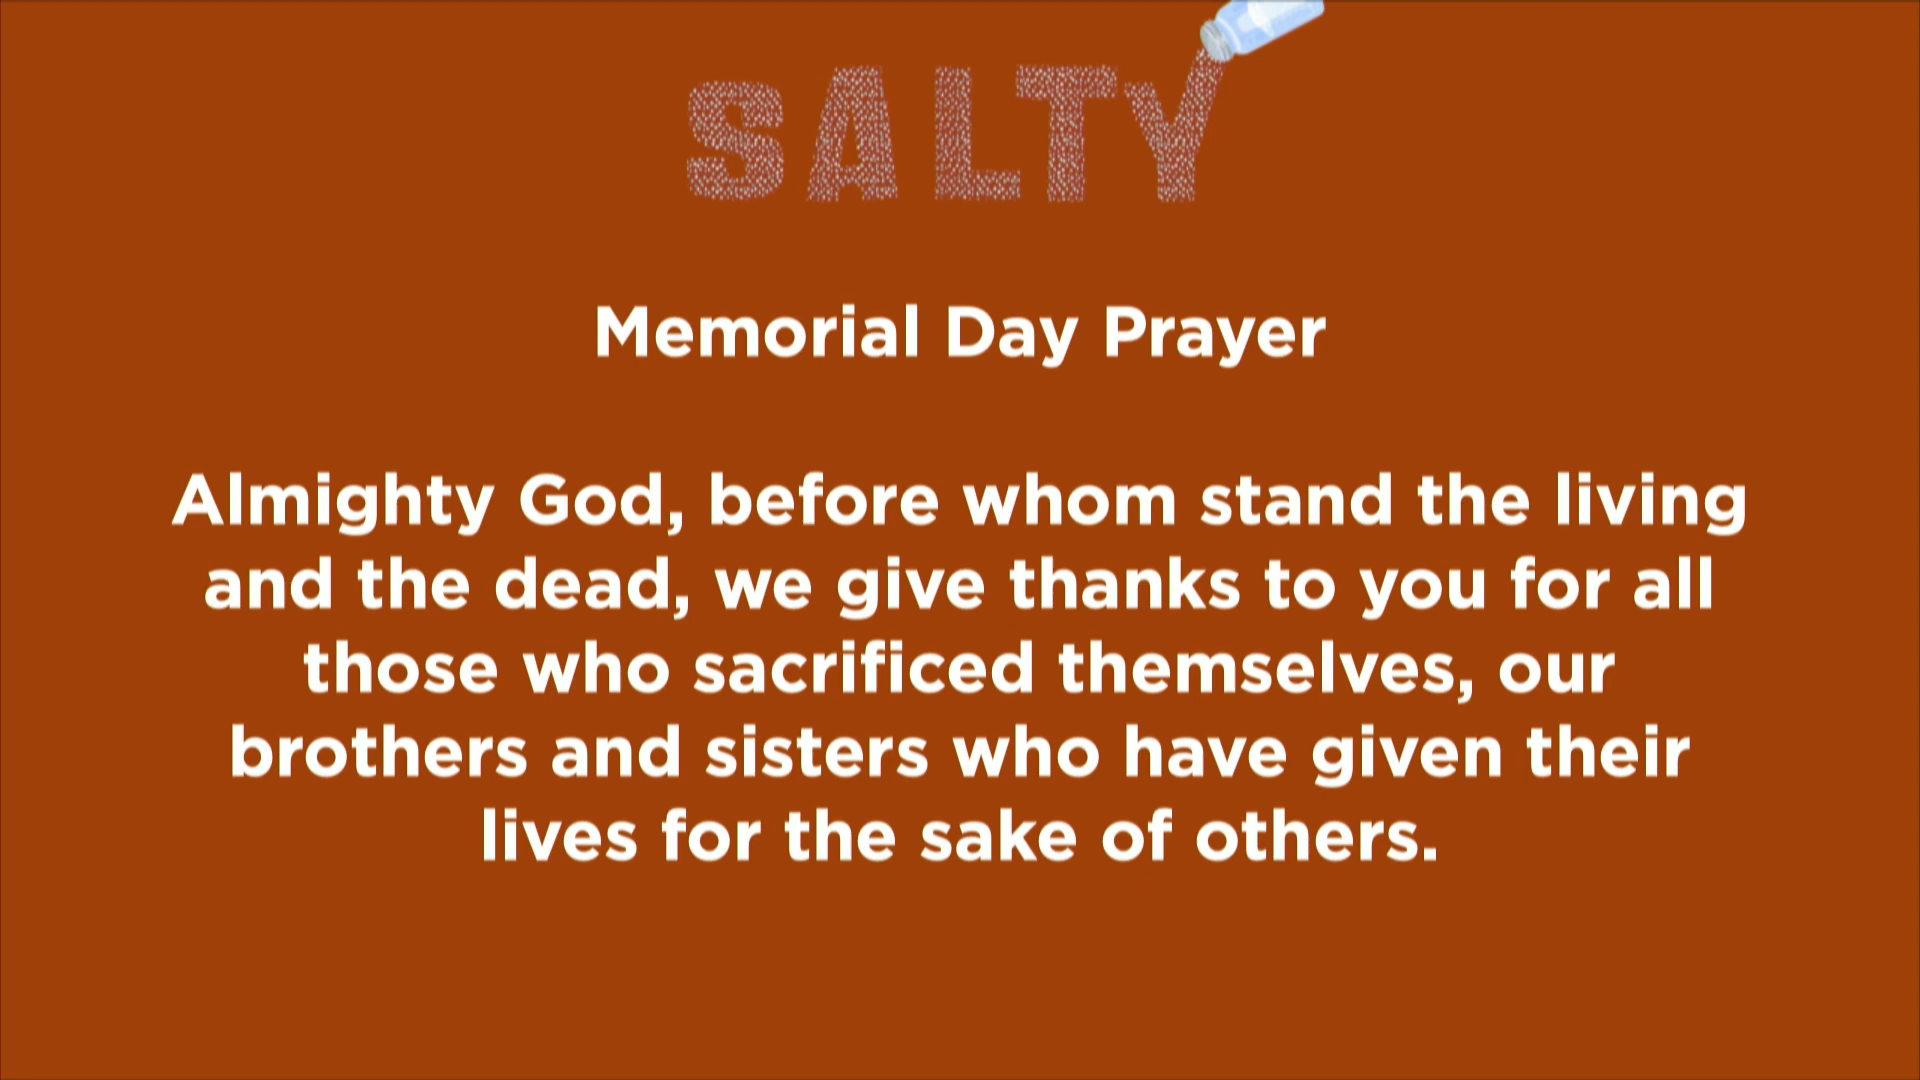 SALTY
Memorial Day Prayer
Almighty God, before whom stand the living
and the dead, we give thanks to you for all
those who sacrificed themselves, our
brothers and sisters who have given their
lives for the sake of others.